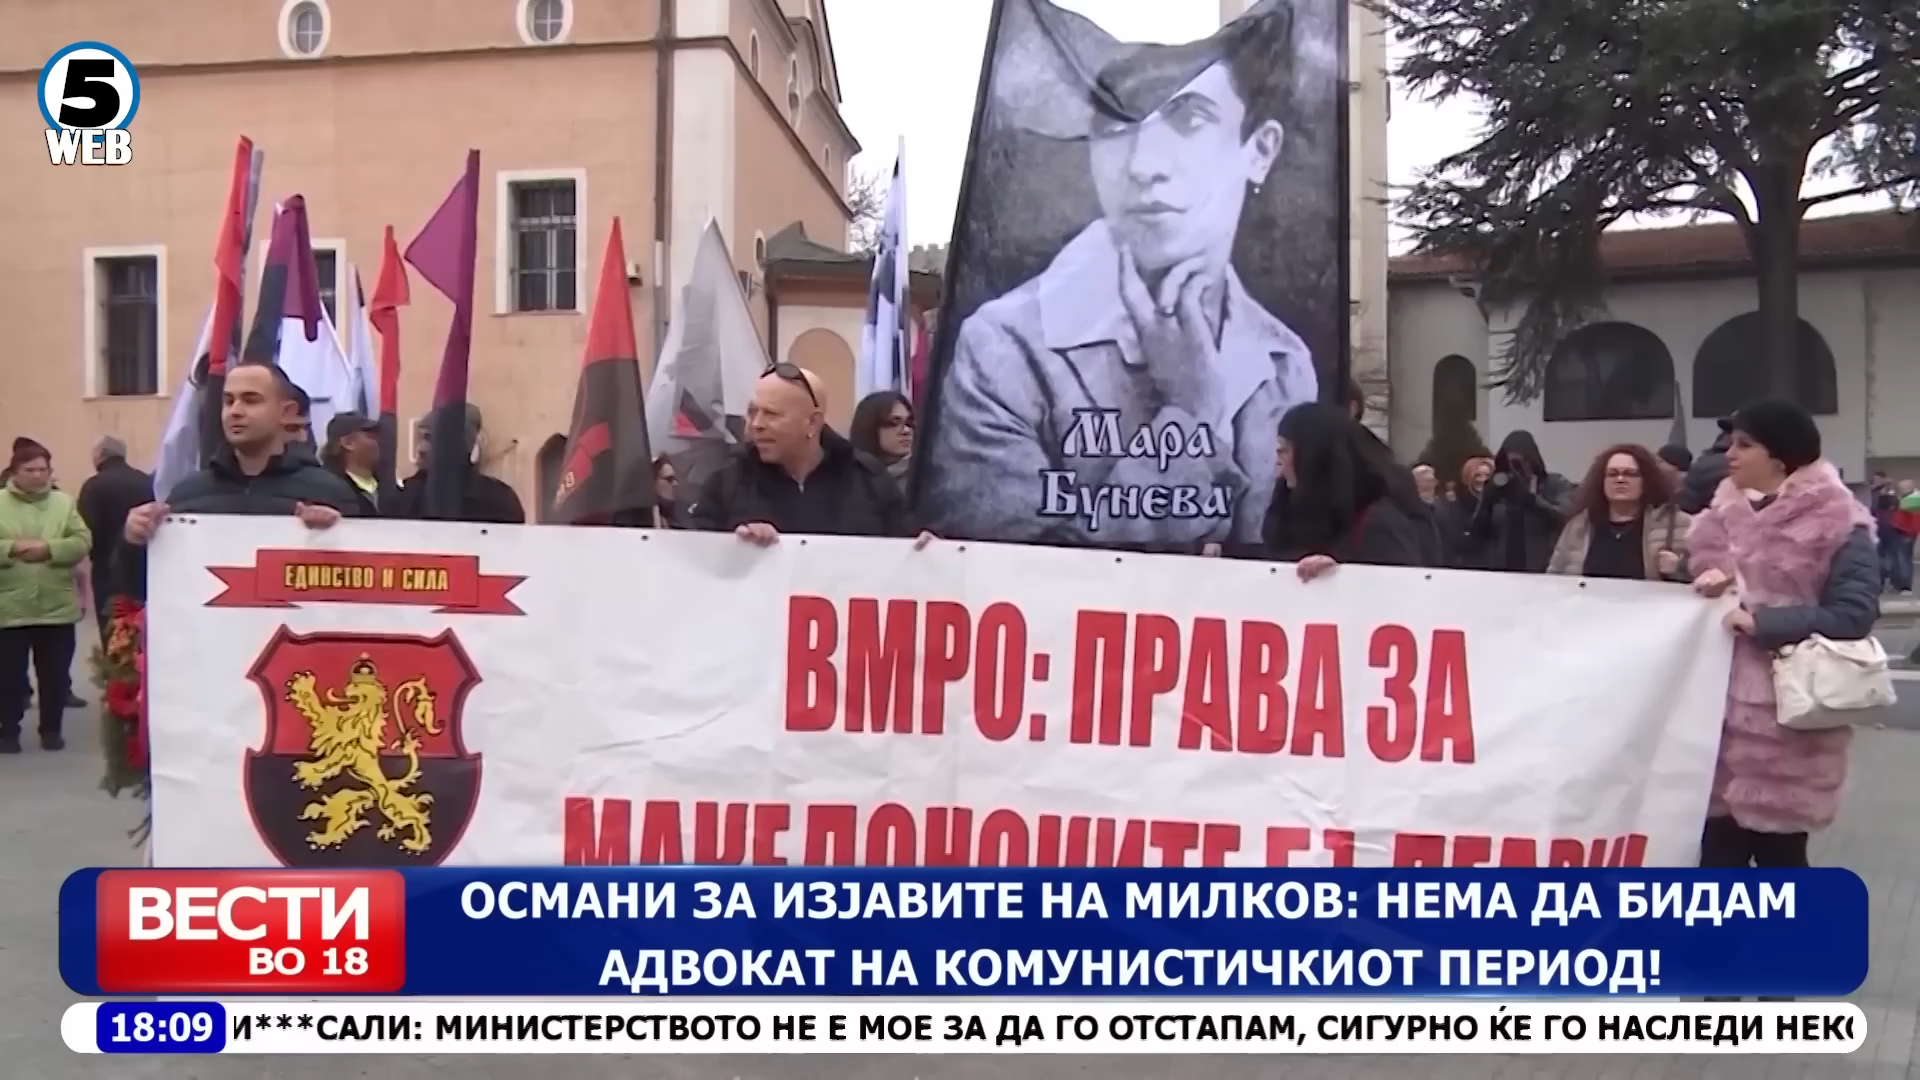 5
WEB
Мара
Бунева
ЕДИНСТВО И СИЛА
ВМРО: ПРАВА ЗА
ВЕСТИ
ВО 18
ОСМАНИ ЗА ИЗЈАВИТЕ НА МИЛКОВ: НЕМА ДА БИДАМ
АДВОКАТ НА КОМУНИСТИЧКИОТ ПЕРИОД!
18:09
И***САЛИ: МИНИСТЕРСТВОТО НЕ Е МОЕ ЗА ДА ГО ОТСТАПАМ, СИГУРНО ЌЕ ГО НАСЛЕДИ НЕКО